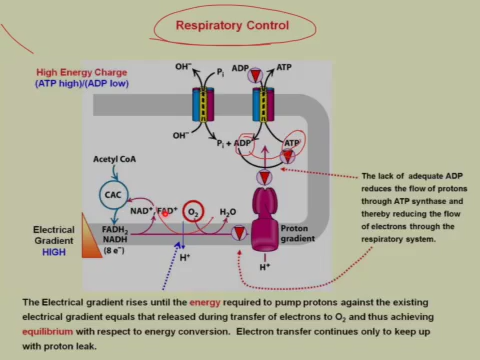 Respiratory Control
High Energy Charge
(ATP high)/(ADP low)
OH⁻
Pi
ADP
ATP
OH⁻
Pi + ADP
ATP
Acetyl CoA
CAC
NAD⁺, FAD⁺
O₂
H₂O
FADH₂
NADH
(8 e⁻)
H⁺
Proton
gradient
H⁺
Electrical
Gradient
HIGH
The lack of adequate ADP
reduces the flow of protons
through ATP synthase and
thereby reducing the flow
of electrons through the
respiratory system.
The Electrical gradient rises until the energy required to pump protons against the existing
electrical gradient equals that released during transfer of electrons to O₂ and thus achieving
equilibrium with respect to energy conversion. Electron transfer continues only to keep up
with proton leak.